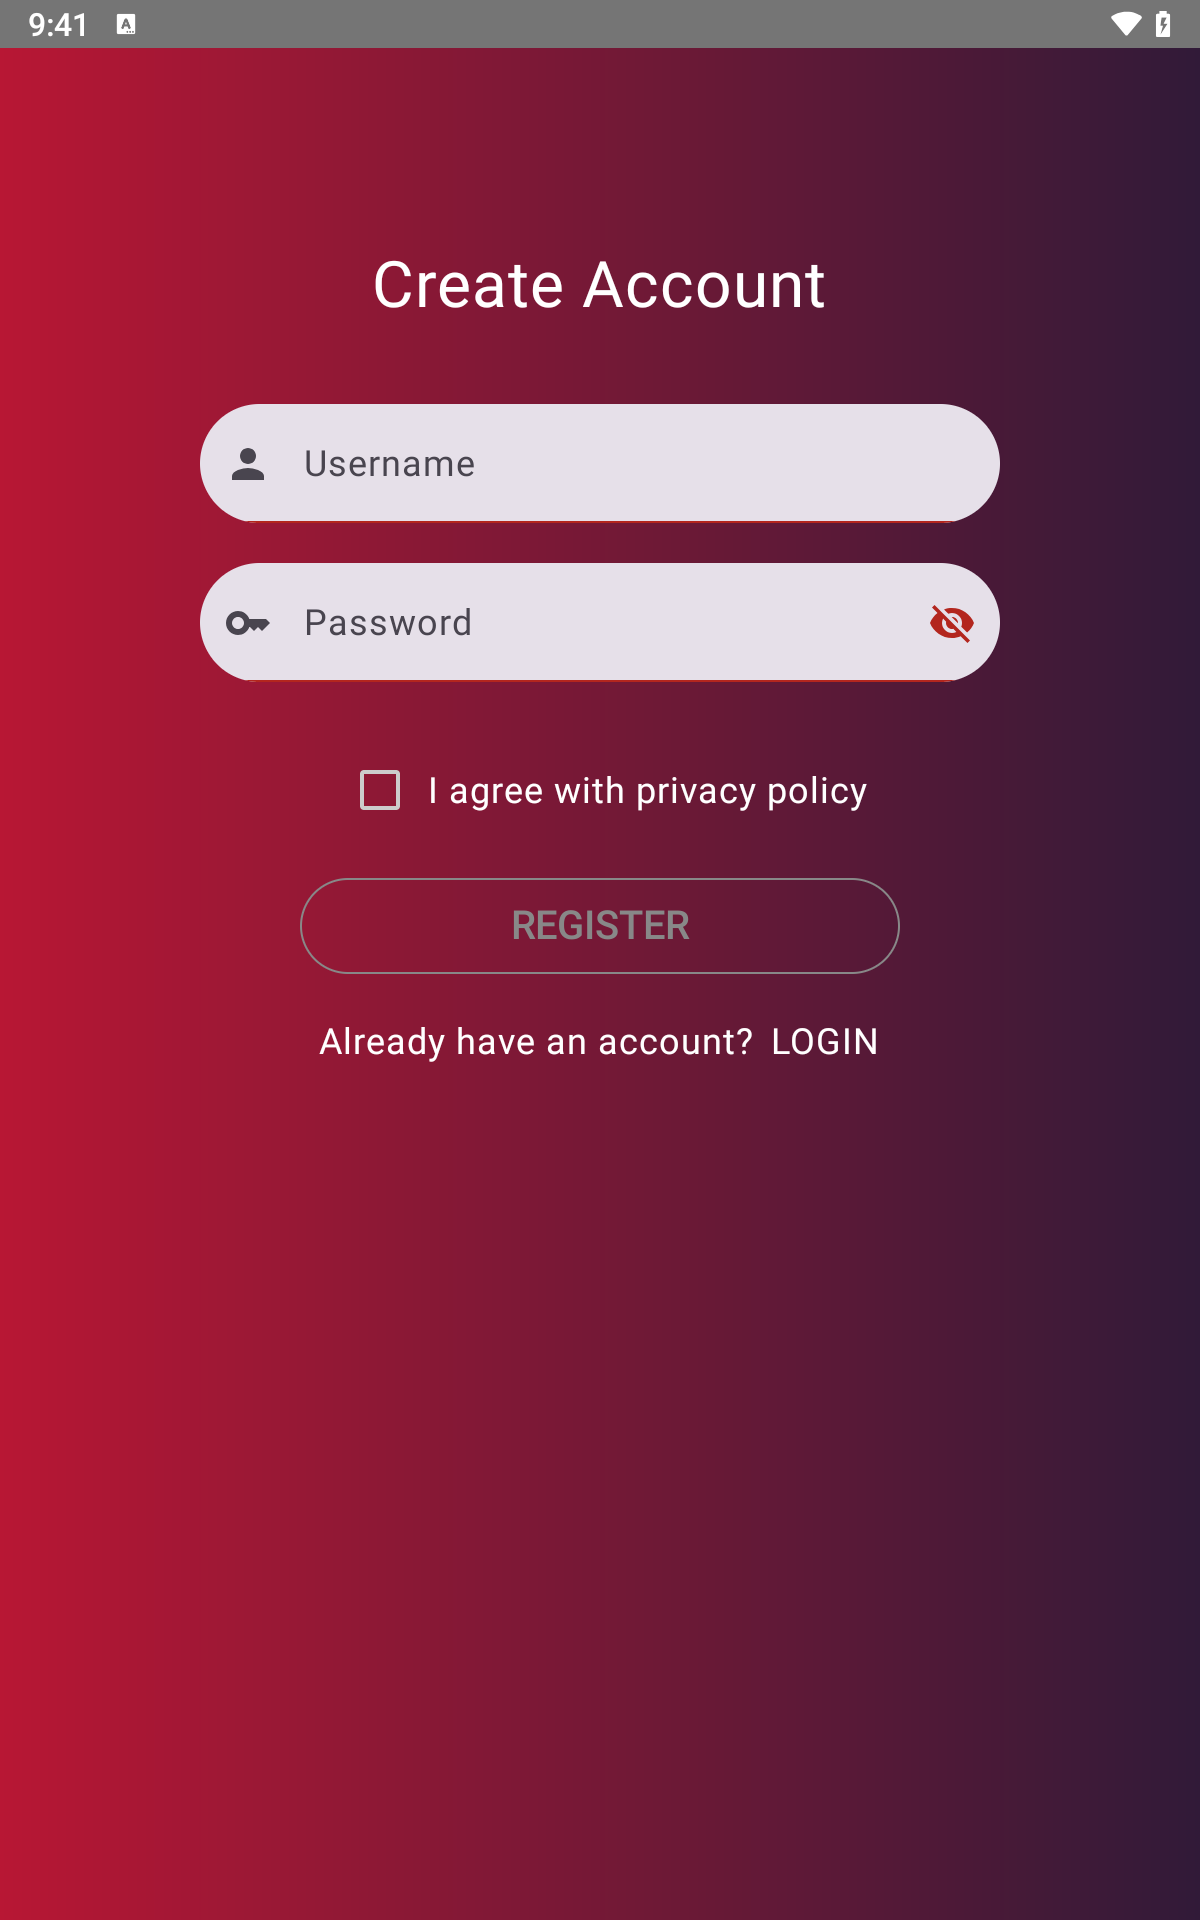 9:41
Create Account
Username
Password
I agree with privacy policy
REGISTER
Already have an account? LOGIN